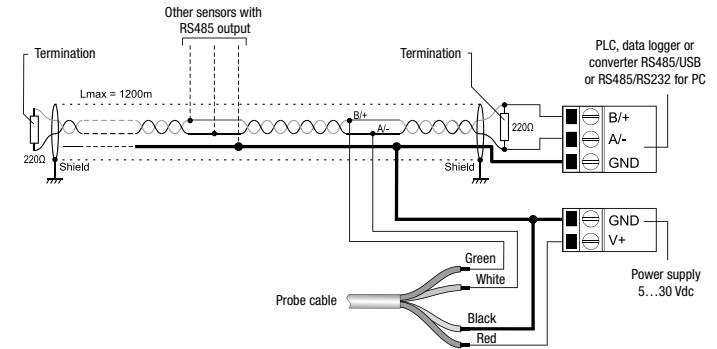 Other sensors with
RS485 output
Termination
Termination
PLC, data logger or
converter RS485/USB
or RS485/RS232 for PC
Lmax = 1200m
B/+
A/-
220Ω
220Ω
Shield
Shield
B/+
A/-
GND
GND
V+
Power supply
5…30 Vdc
Probe cable
Green
White
Black
Red